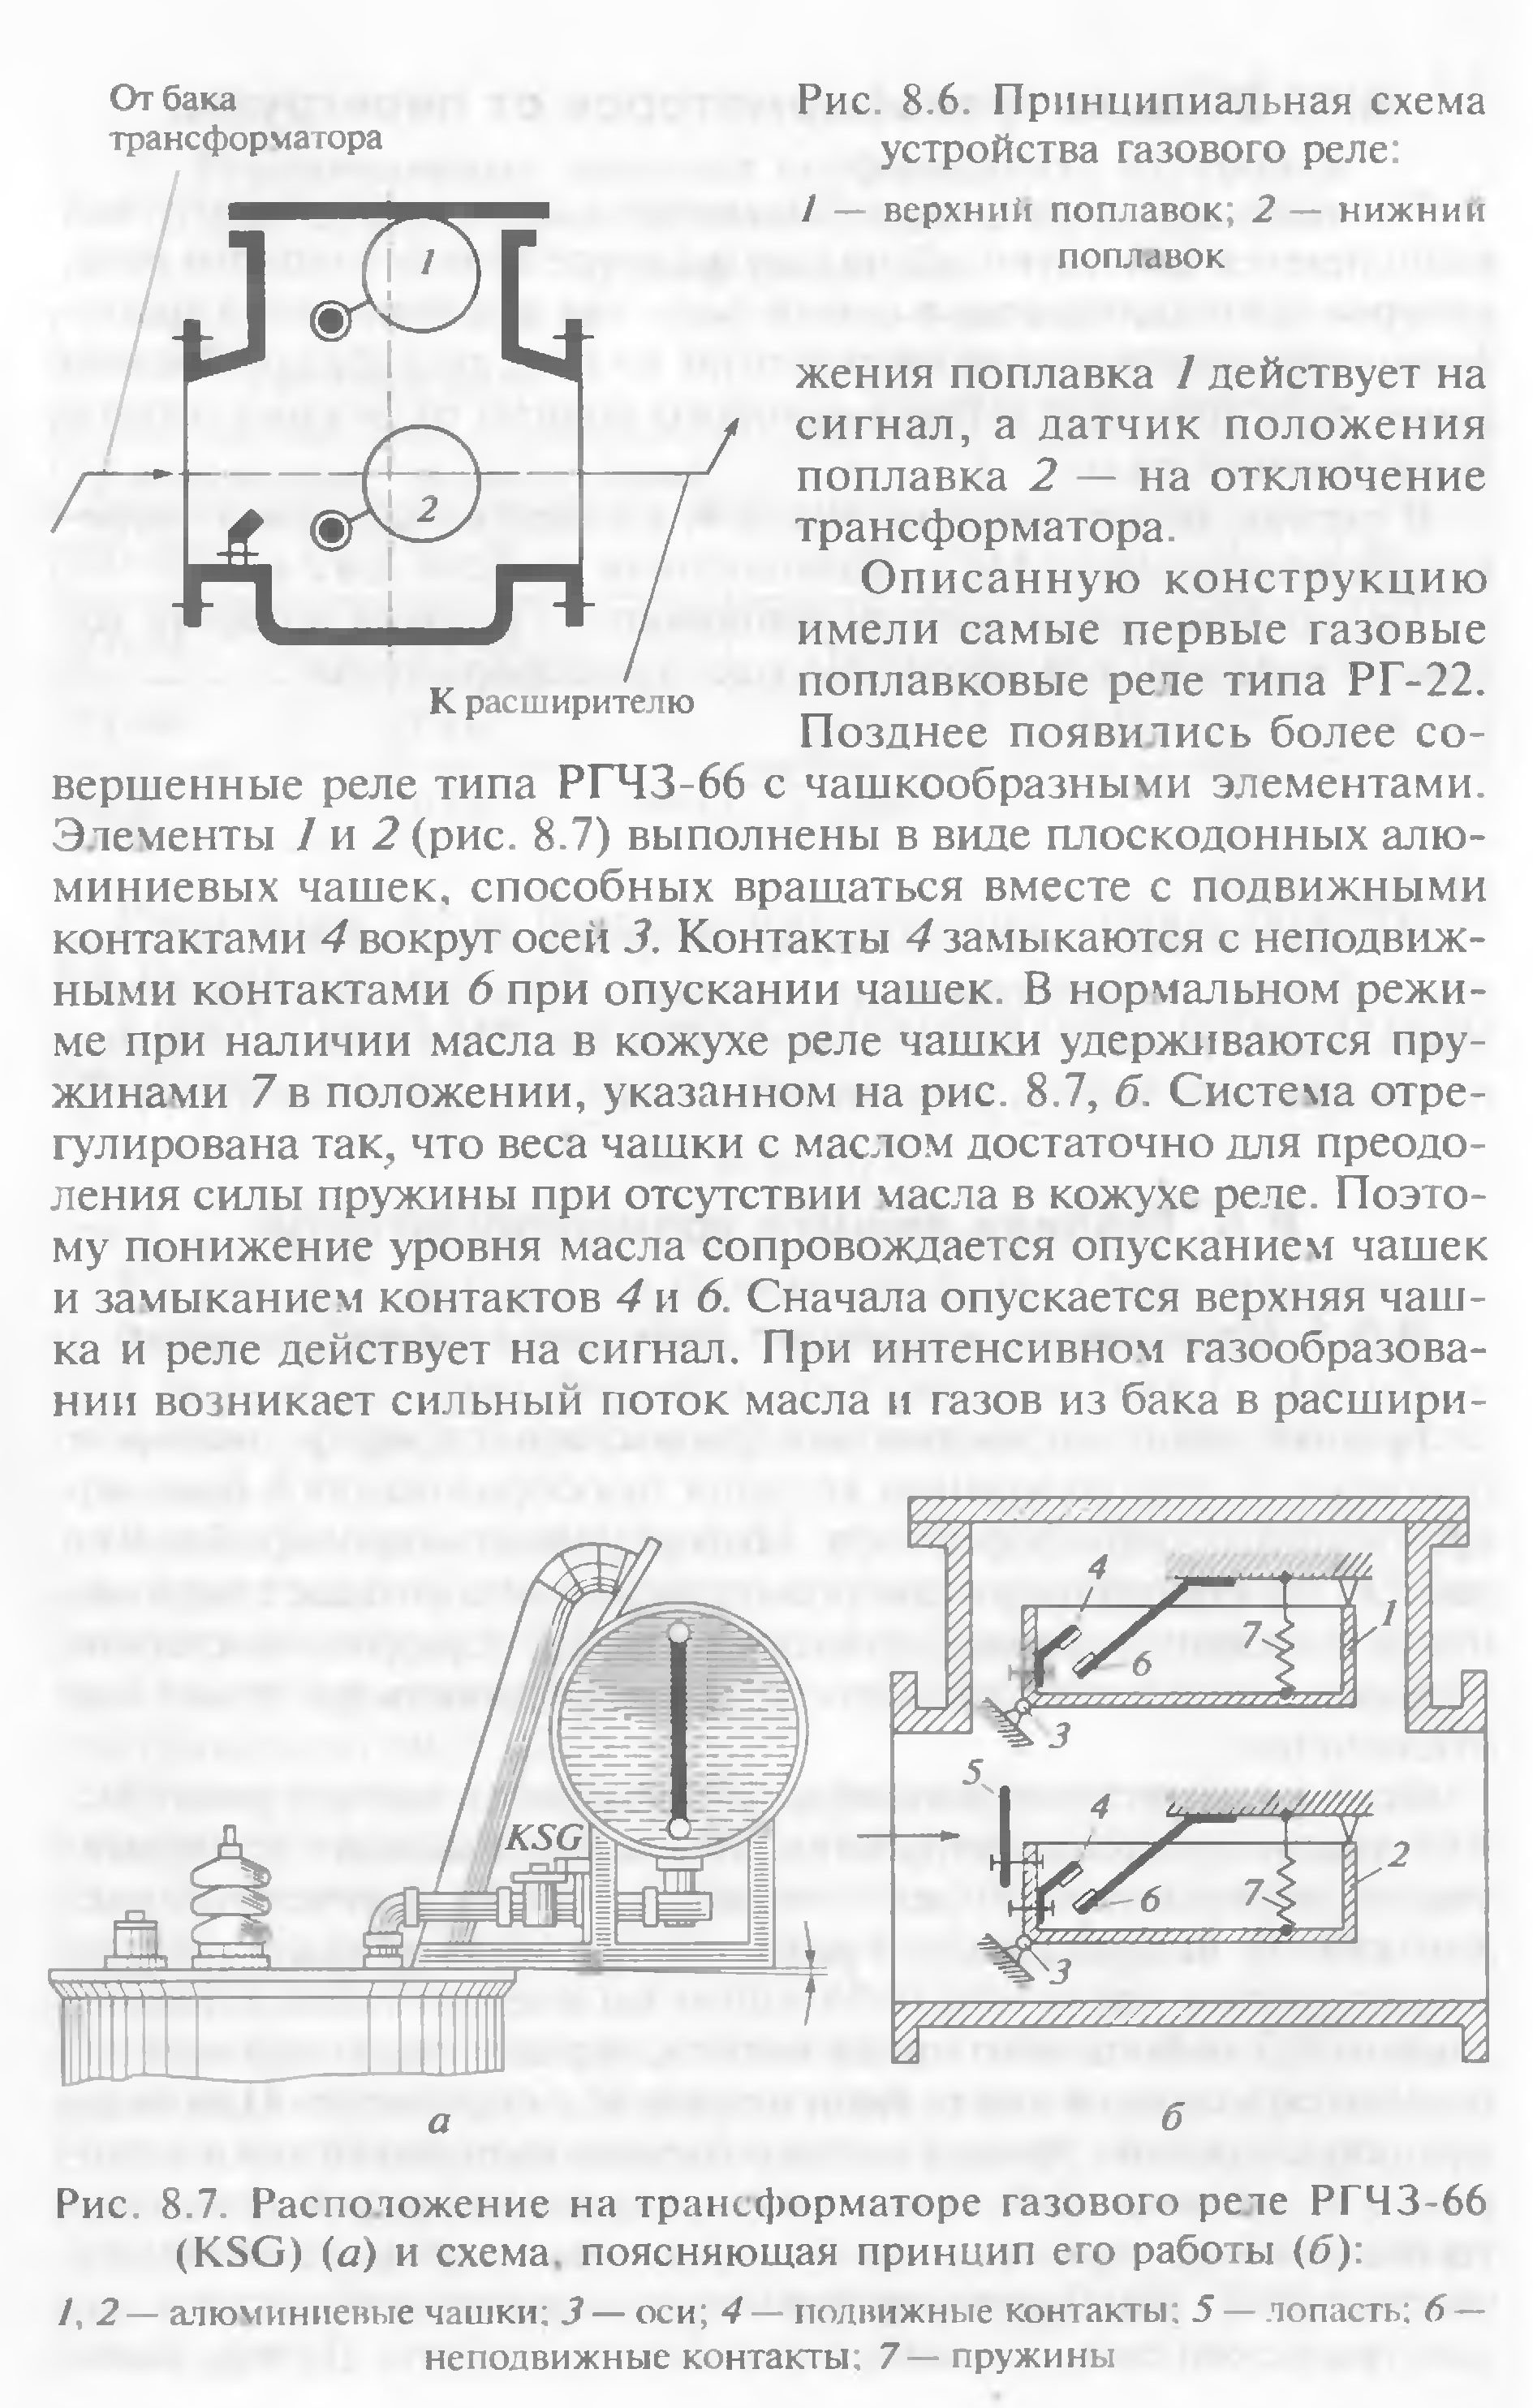 От бака
трансформатора
1
2
К расширителю
Рис. 8.6. Принципиальная схема
устройства газового реле:
1 — верхний поплавок; 2 — нижний
поплавок
жения поплавка 1 действует на
сигнал, а датчик положения
поплавка 2 — на отключение
трансформатора.
Описанную конструкцию
имели самые первые газовые
поплавковые реле типа РГ-22.
Позднее появились более со-
вершенные реле типа РГЧЗ-66 с чашкообразными элементами.
Элементы 1 и 2 (рис. 8.7) выполнены в виде плоскодонных алю-
миниевых чашек, способных вращаться вместе с подвижными
контактами 4 вокруг осей 3. Контакты 4 замыкаются с неподвиж-
ными контактами 6 при опускании чашек. В нормальном режи-
ме при наличии масла в кожухе реле чашки удерживаются пру-
жинами 7 в положении, указанном на рис. 8.7, б. Система отре-
гулирована так, что веса чашки с маслом достаточно для преодо-
ления силы пружины при отсутствии масла в кожухе реле. Поэто-
му понижение уровня масла сопровождается опусканием чашек
и замыканием контактов 4 и 6. Сначала опускается верхняя чаш-
ка и реле действует на сигнал. При интенсивном газообразова-
нии возникает сильный поток масла и газов из бака в расшири-
KSG
а
4
1
7
6
3
5
4
2
7
6
3
б
Рис. 8.7. Расположение на трансформаторе газового реле РГЧЗ-66
(KSG) (а) и схема, поясняющая принцип его работы (б):
1, 2 — алюминиевые чашки; 3 — оси; 4 — подвижные контакты; 5 — лопасть; 6 —
неподвижные контакты; 7 — пружины